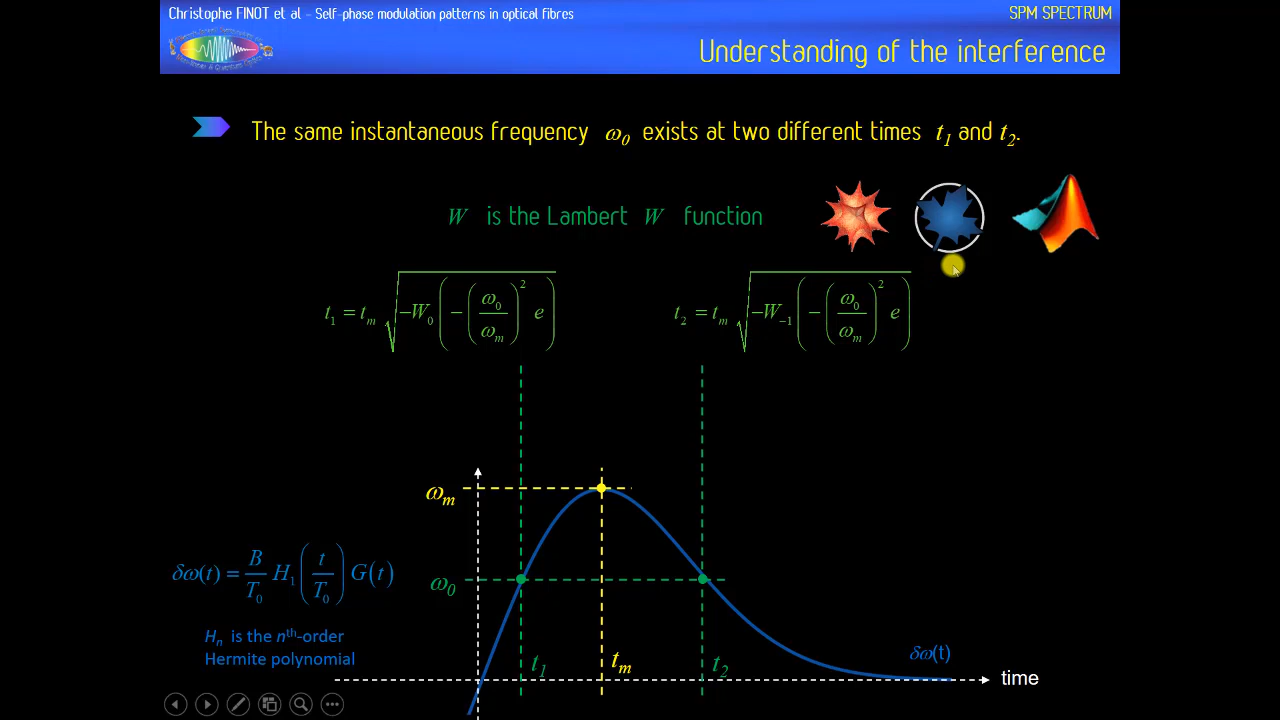 Christophe FINOT et al – Self-phase modulation patterns in optical fibres
SPM SPECTRUM
Understanding of the interference
The same instantaneous frequency ω₀ exists at two different times t₁ and t₂.
W is the Lambert W function
t₁ = tₘ √(−W₀(−(ω₀/ωₘ)² e))
t₂ = tₘ √(−W₋₁(−(ω₀/ωₘ)² e))
ωₘ
δω(t) = B/T₀ H₁(t/T₀) G(t)
ω₀
Hₙ is the nᵗʰ-order
Hermite polynomial
t₁
tₘ
t₂
δω(t)
time